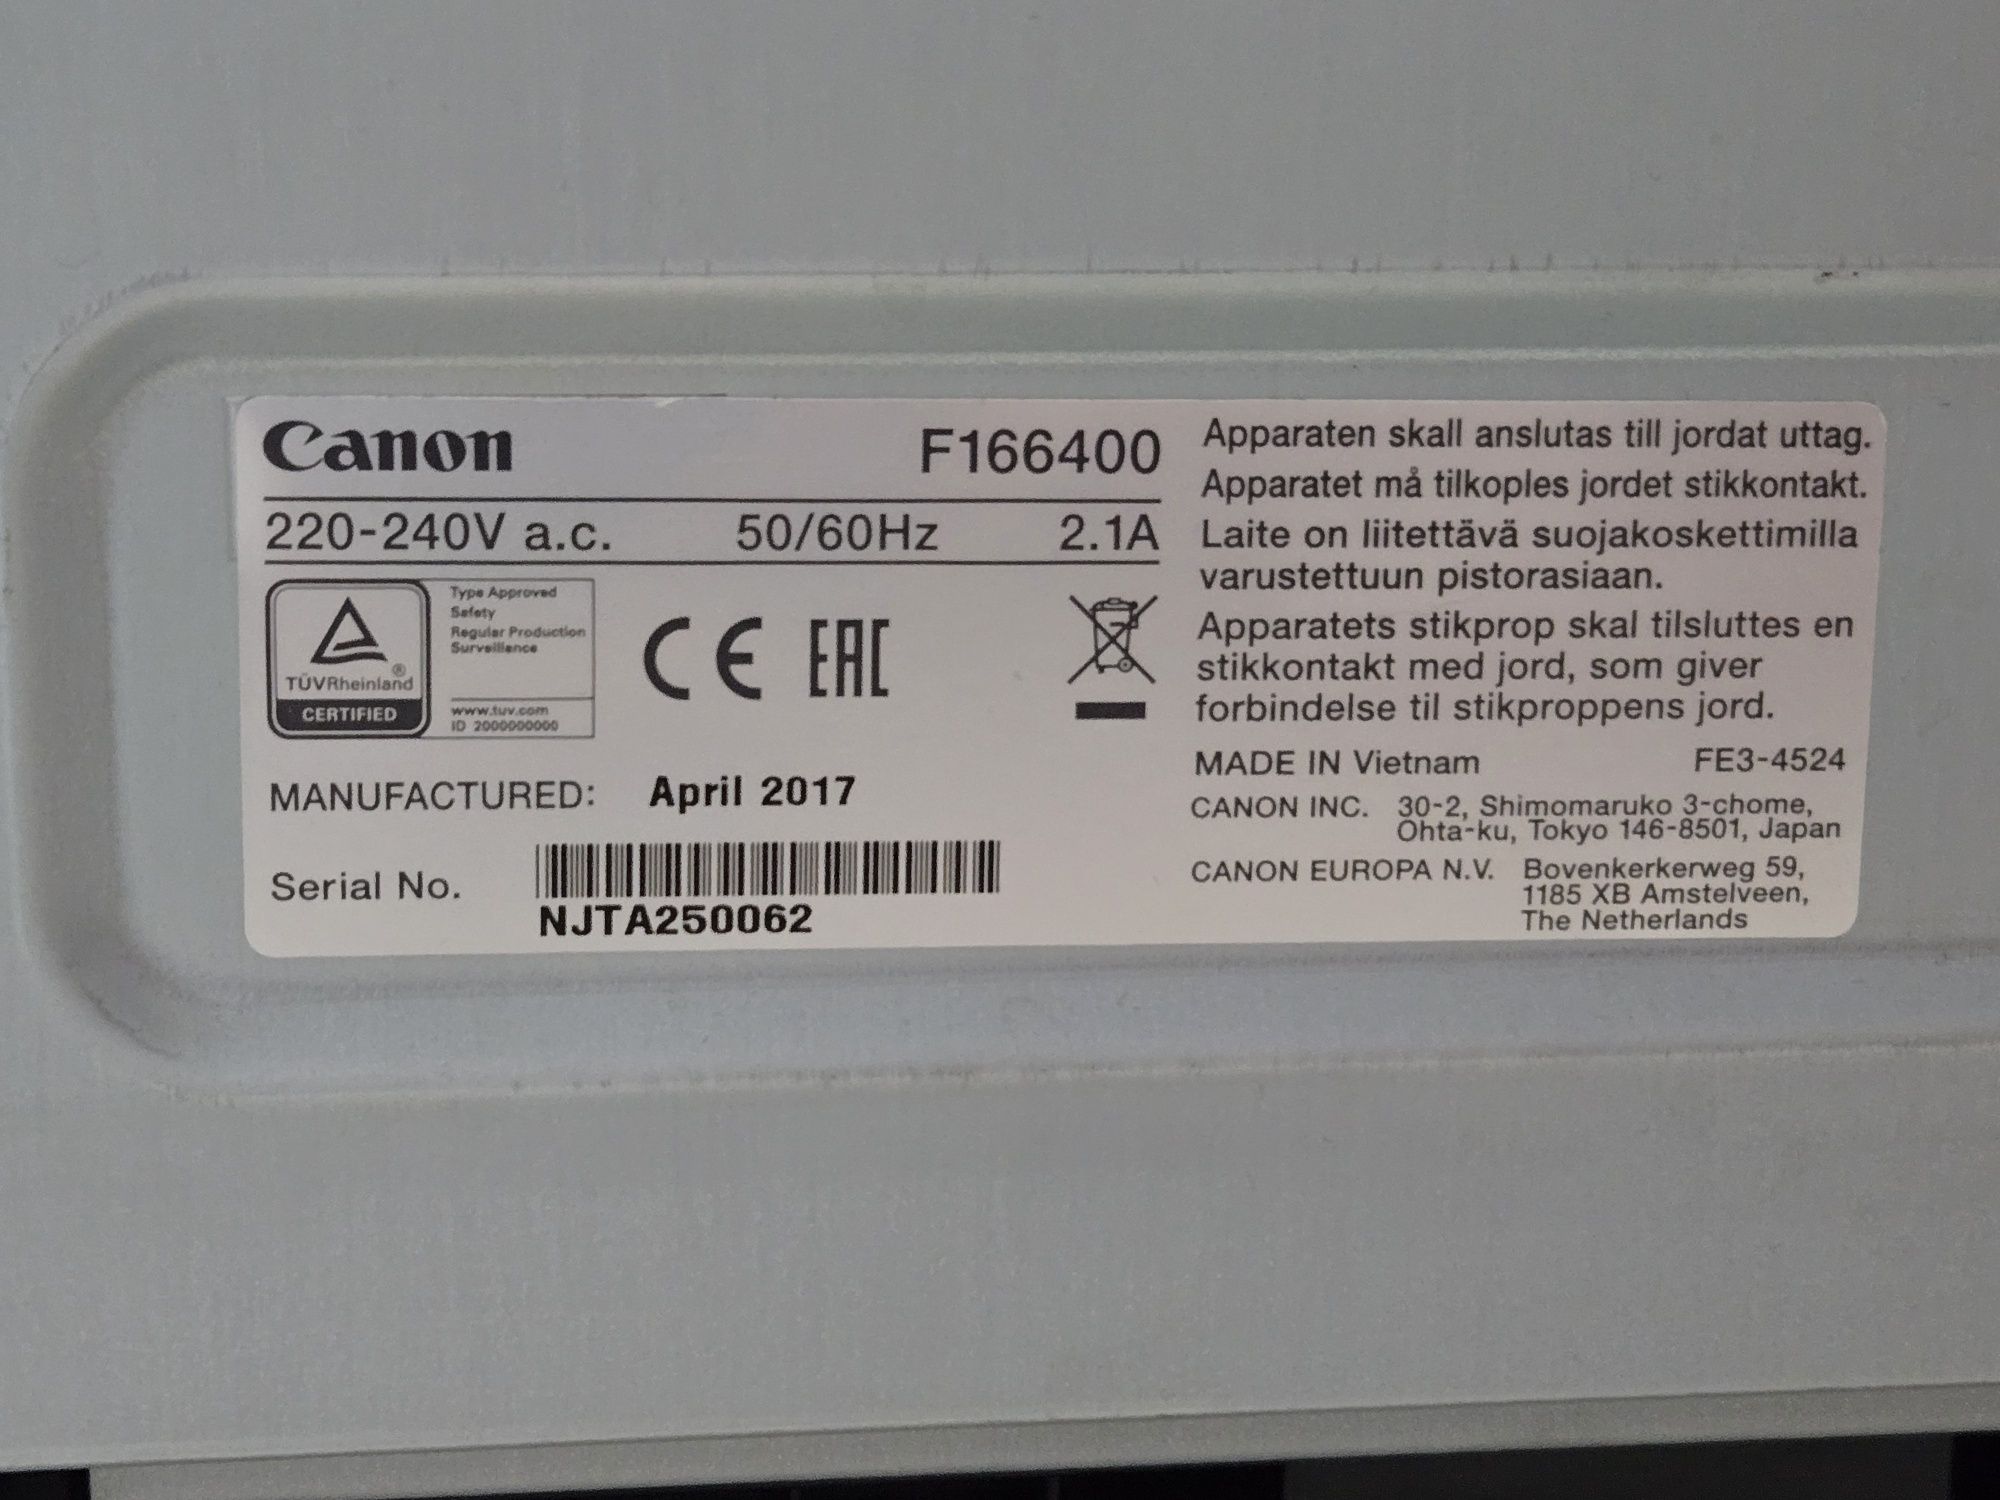 Canon F166400
220-240V a.c. 50/60Hz 2.1A
TÜVRheinland®
CERTIFIED
Type Approved
Safety
Regular Production
Surveillance
www.tuv.com
ID 2000000000
CE EAC
MANUFACTURED: April 2017
Serial No.
NJTA250062
Apparaten skall anslutas till jordat uttag.
Apparatet må tilkoples jordet stikkontakt.
Laite on liitettävä suojakoskettimilla
varustettuun pistorasiaan.
Apparatets stikprop skal tilsluttes en
stikkontakt med jord, som giver
forbindelse til stikproppens jord.
MADE IN Vietnam FE3-4524
CANON INC. 30-2, Shimomaruko 3-chome,
Ohta-ku, Tokyo 146-8501, Japan
CANON EUROPA N.V. Bovenkerkerweg 59,
1185 XB Amstelveen,
The Netherlands